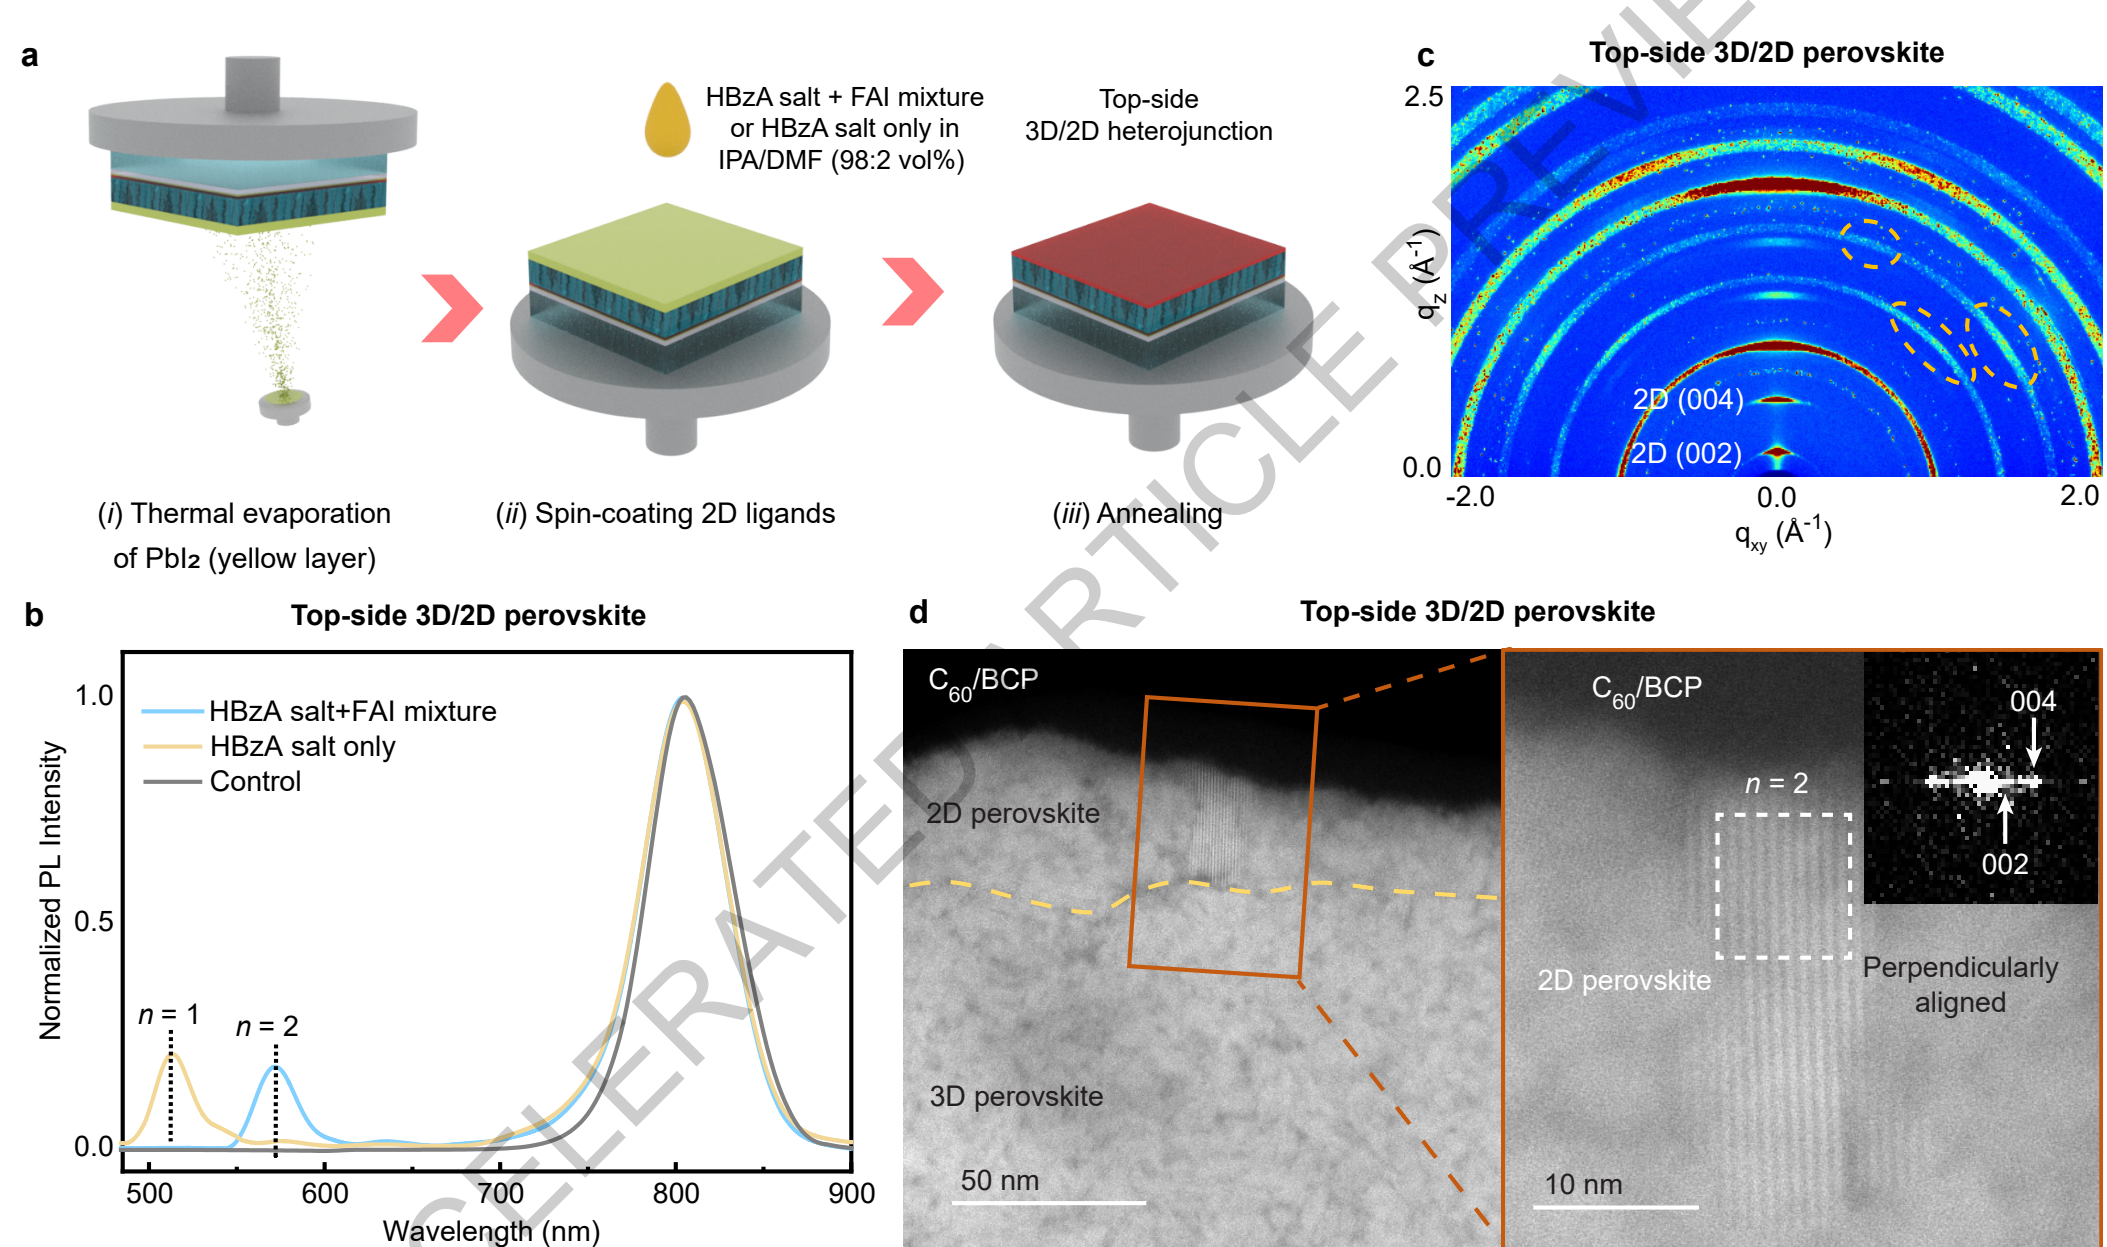 a
HBzA salt + FAI mixture
or HBzA salt only in
IPA/DMF (98:2 vol%)
Top-side
3D/2D heterojunction
(i) Thermal evaporation
of PbI₂ (yellow layer)
(ii) Spin-coating 2D ligands
(iii) Annealing
c
Top-side 3D/2D perovskite
2.5
q_z (Å⁻¹)
2D (004)
2D (002)
0.0
-2.0
0.0
2.0
q_xy (Å⁻¹)
b
Top-side 3D/2D perovskite
Normalized PL Intensity
1.0
0.5
0.0
HBzA salt+FAI mixture
HBzA salt only
Control
n = 1
n = 2
500
600
700
800
900
Wavelength (nm)
d
Top-side 3D/2D perovskite
C₆₀/BCP
2D perovskite
3D perovskite
50 nm
C₆₀/BCP
n = 2
004
002
2D perovskite
Perpendicularly
aligned
10 nm
CELERATED ARTICLE PREVIE